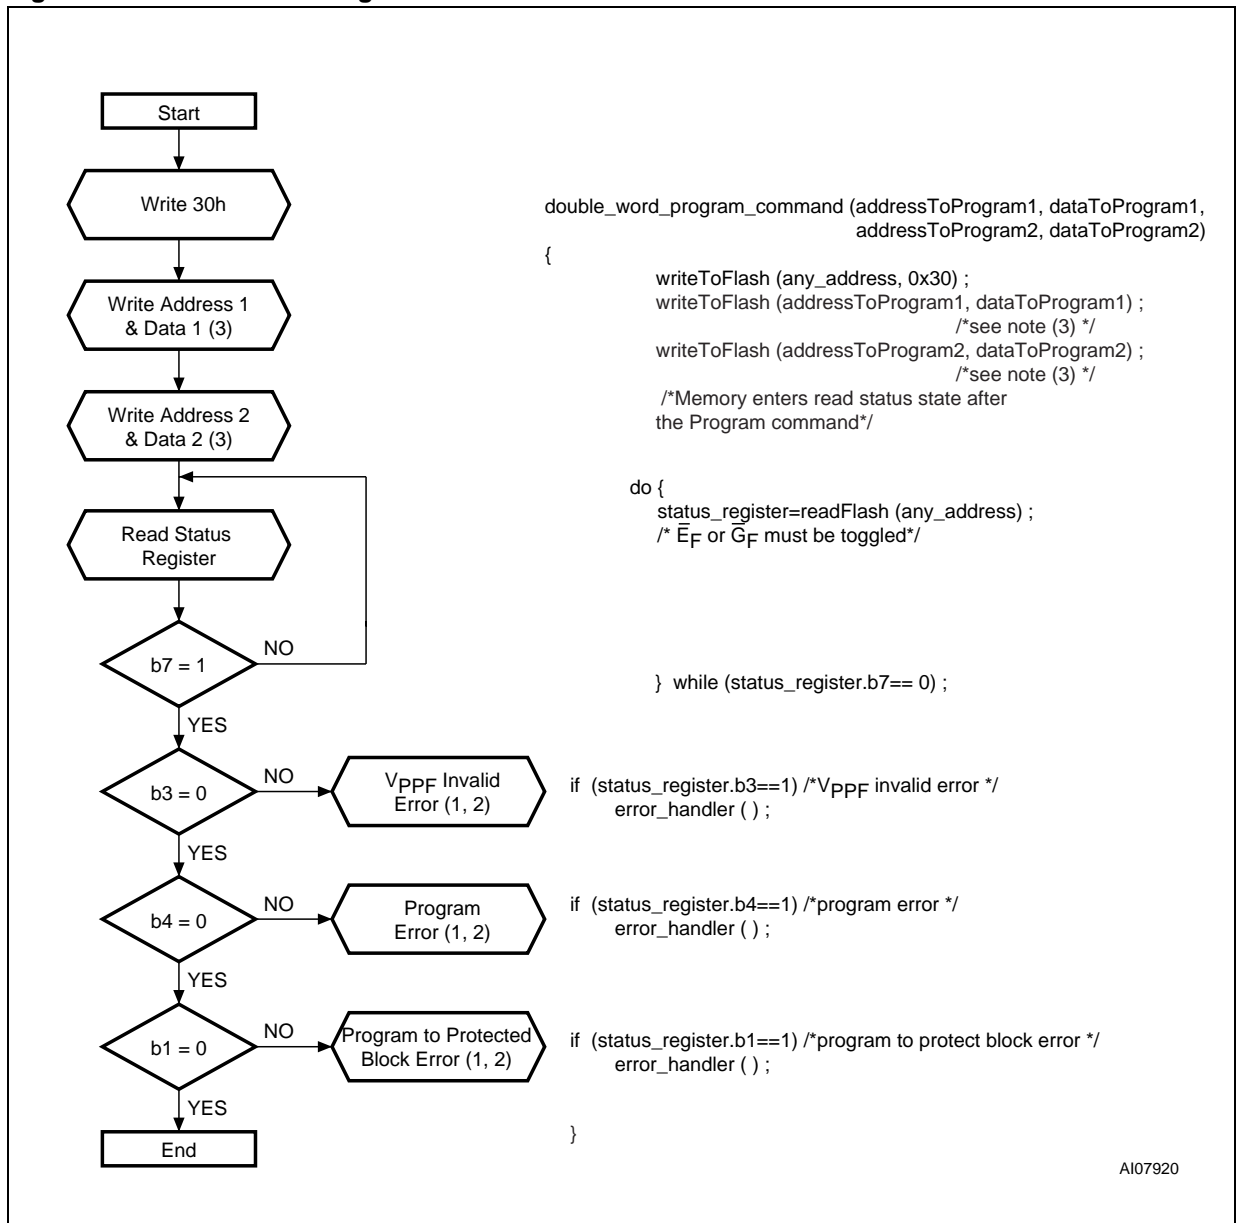 Start
Write 30h
Write Address 1
& Data 1 (3)
Write Address 2
& Data 2 (3)
Read Status
Register
b7 = 1
NO
YES
b3 = 0
NO
VPPF Invalid
Error (1, 2)
YES
b4 = 0
NO
Program
Error (1, 2)
YES
b1 = 0
NO
Program to Protected
Block Error (1, 2)
YES
End
double_word_program_command (addressToProgram1, dataToProgram1,
addressToProgram2, dataToProgram2)
{
writeToFlash (any_address, 0x30) ;
writeToFlash (addressToProgram1, dataToProgram1) ;
/*see note (3) */
writeToFlash (addressToProgram2, dataToProgram2) ;
/*see note (3) */
/*Memory enters read status state after
the Program command*/
do {
status_register=readFlash (any_address) ;
/* E̅F or G̅F must be toggled*/
} while (status_register.b7== 0) ;
if (status_register.b3==1) /*VPPF invalid error */
error_handler ( ) ;
if (status_register.b4==1) /*program error */
error_handler ( ) ;
if (status_register.b1==1) /*program to protect block error */
error_handler ( ) ;
}
AI07920